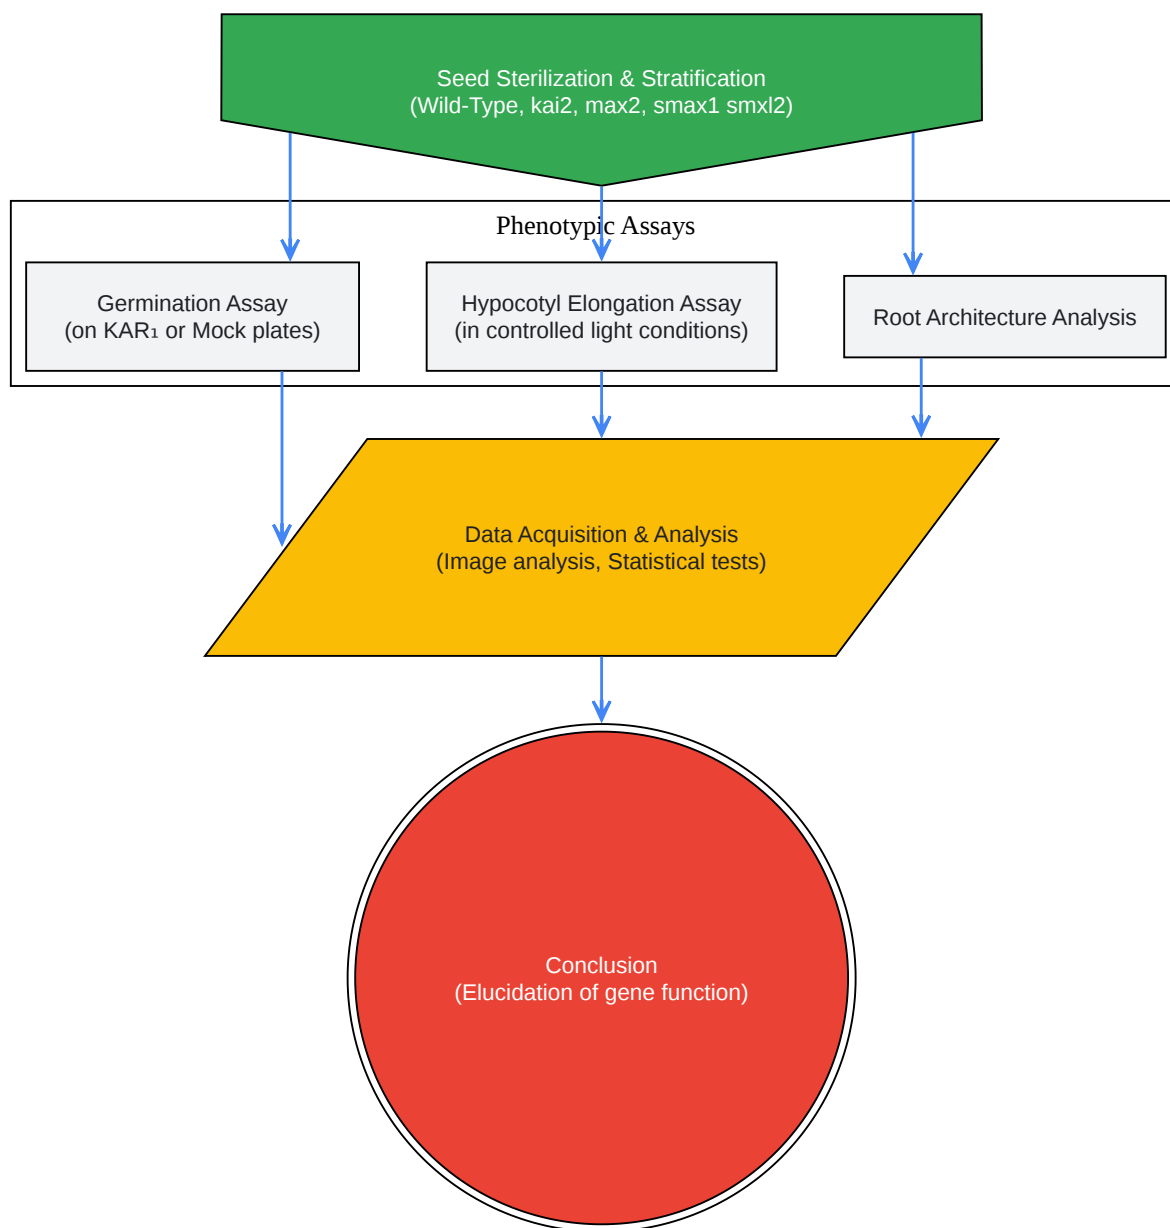 Seed Sterilization & Stratification
(Wild-Type, kai2, max2, smax1 smxl2)
Phenotypic Assays
Germination Assay
(on KAR₁ or Mock plates)
Hypocotyl Elongation Assay
(in controlled light conditions)
Root Architecture Analysis
Data Acquisition & Analysis
(Image analysis, Statistical tests)
Conclusion
(Elucidation of gene function)